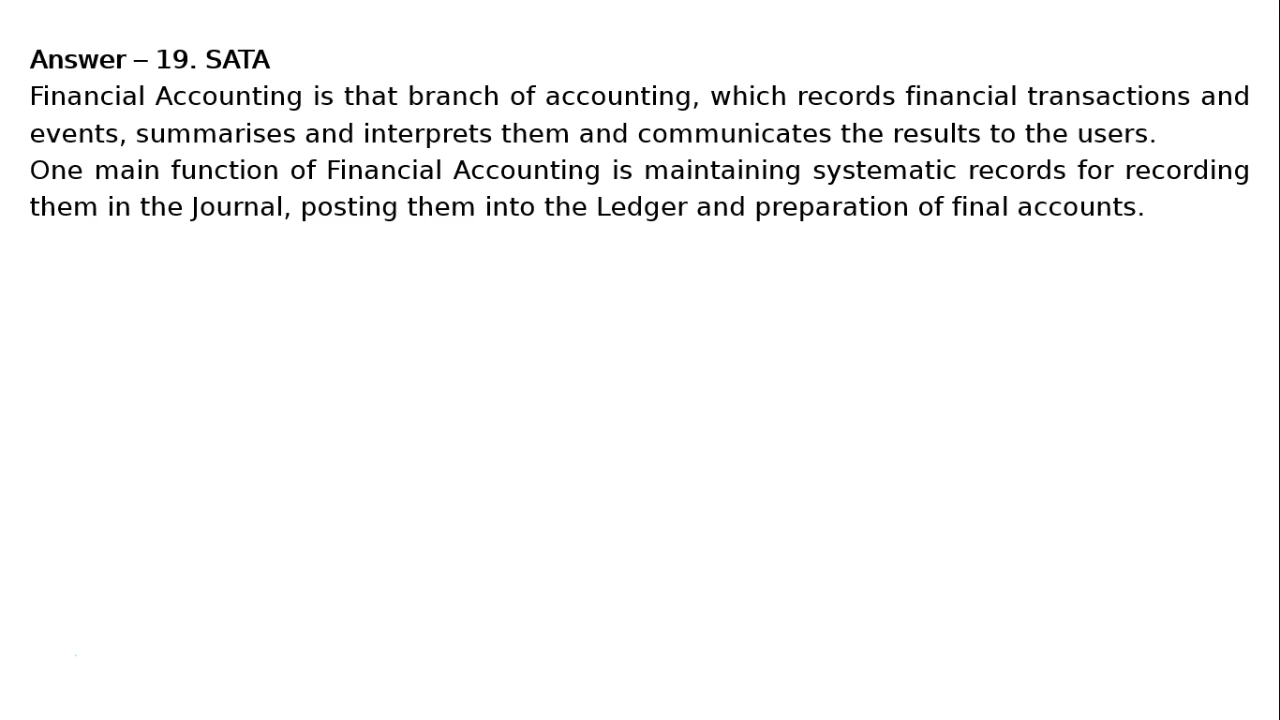 Answer – 19. SATA
Financial Accounting is that branch of accounting, which records financial transactions and
events, summarises and interprets them and communicates the results to the users.
One main function of Financial Accounting is maintaining systematic records for recording
them in the Journal, posting them into the Ledger and preparation of final accounts.